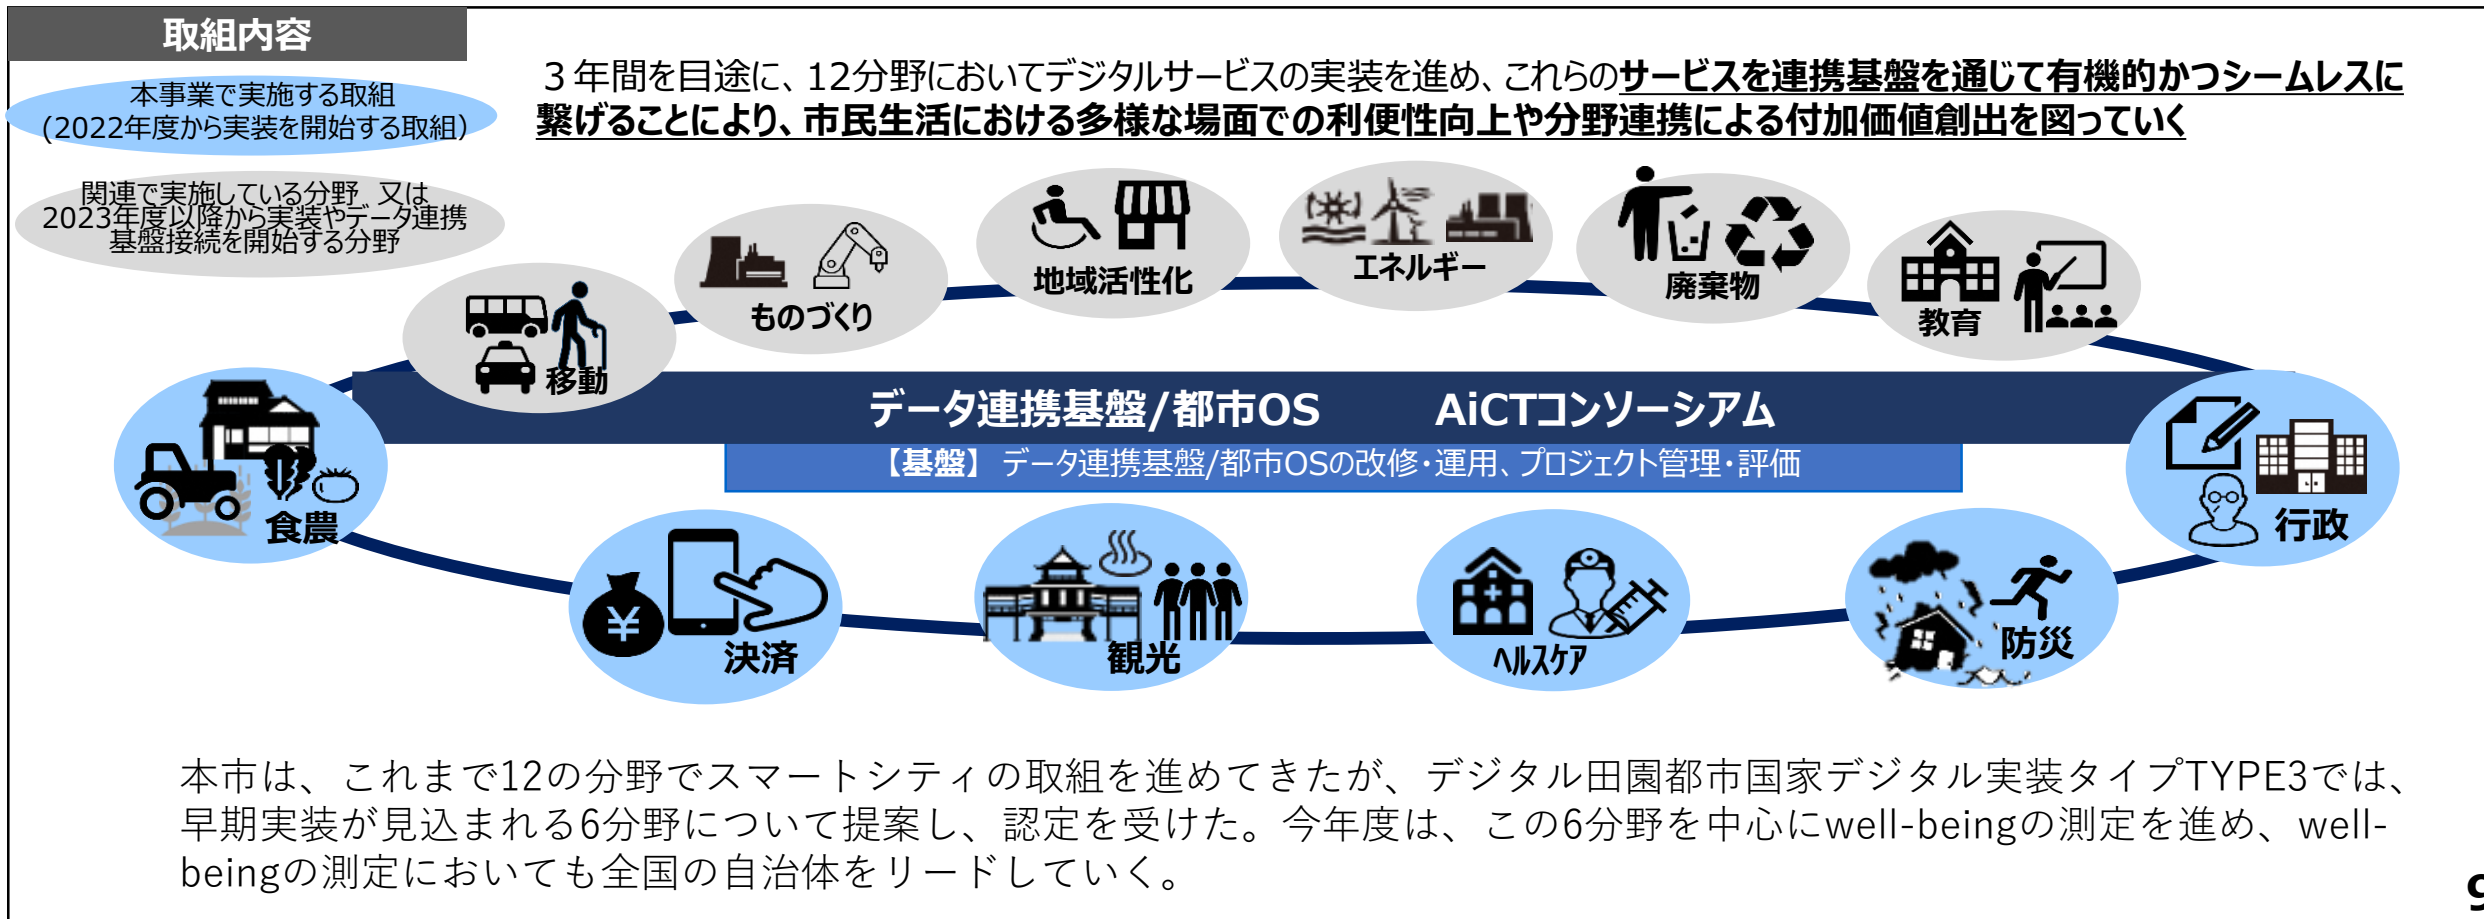 取組内容
本事業で実施する取組
(2022年度から実装を開始する取組)
関連で実施している分野 又は
2023年度以降から実装やデータ連携
基盤接続を開始する分野
3年間を目途に、12分野においてデジタルサービスの実装を進め、これらのサービスを連携基盤を通じて有機的かつシームレスに
繋げることにより、市民生活における多様な場面での利便性向上や分野連携による付加価値創出を図っていく
移動
ものづくり
地域活性化
エネルギー
廃棄物
教育
データ連携基盤/都市OS AiCTコンソーシアム
【基盤】 データ連携基盤/都市OSの改修・運用、プロジェクト管理・評価
食農
¥
決済
観光
ヘルスケア
防災
行政
本市は、これまで12の分野でスマートシティの取組を進めてきたが、デジタル田園都市国家デジタル実装タイプTYPE3では、
早期実装が見込まれる6分野について提案し、認定を受けた。今年度は、この6分野を中心にwell-beingの測定を進め、well-
beingの測定においても全国の自治体をリードしていく。
9